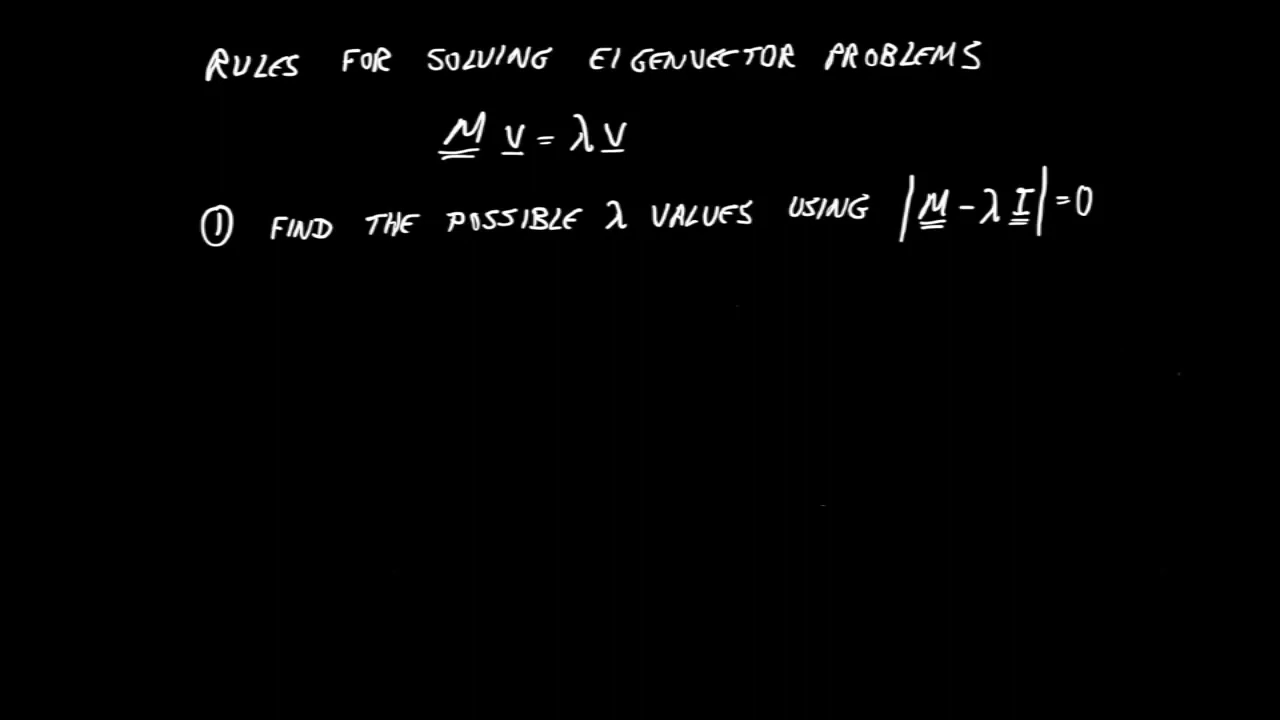 RULES FOR SOLVING EIGENVECTOR PROBLEMS
M v = λ v
① FIND THE POSSIBLE λ VALUES USING |M - λ I| = 0